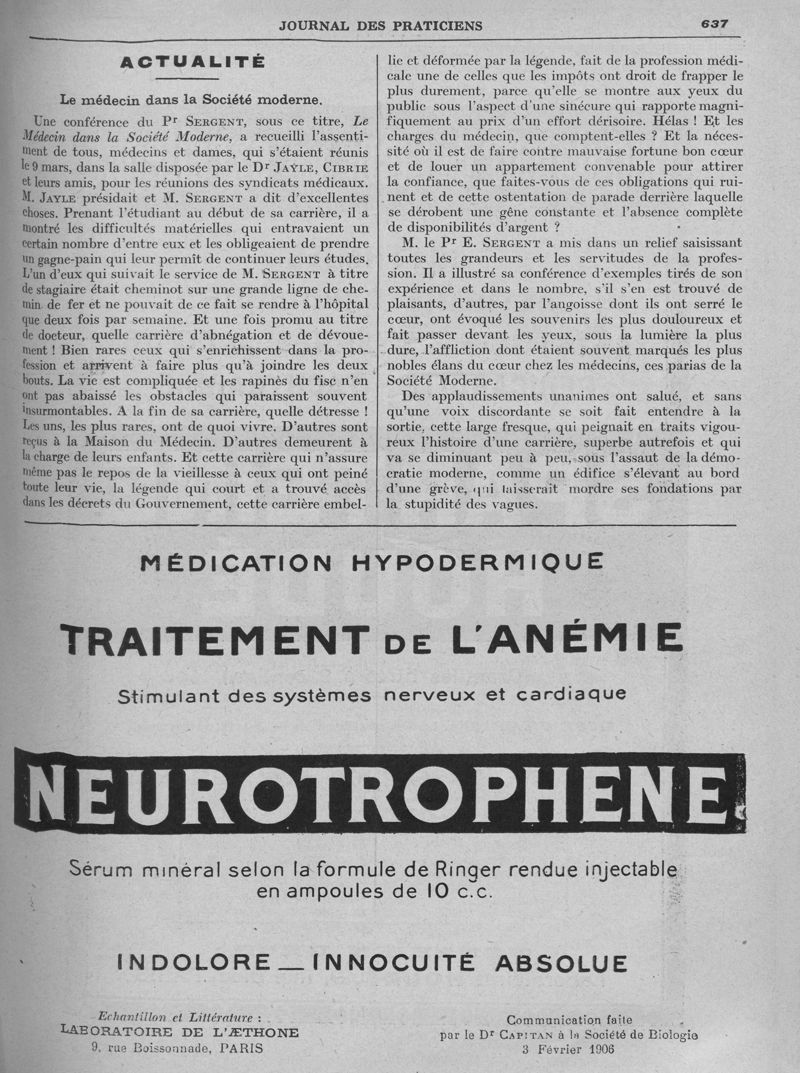 JOURNAL DES PRATICIENS
637
ACTUALITÉ
Le médecin dans la Société moderne.
Une conférence du Pr SERGENT, sous ce titre, Le
Médecin dans la Société Moderne, a recueilli l'assenti-
ment de tous, médecins et dames, qui s'étaient réunis
le 9 mars, dans la salle disposée par le Dr JAYLE, CIBRIE
et leurs amis, pour les réunions des syndicats médicaux.
M. JAYLE présidait et M. SERGENT a dit d'excellentes
choses. Prenant l'étudiant au début de sa carrière, il a
montré les difficultés matérielles qui entravaient un
certain nombre d'entre eux et les obligeaient de prendre
un gagne-pain qui leur permît de continuer leurs études.
L'un d'eux qui suivait le service de M. SERGENT à titre
de stagiaire était cheminot sur une grande ligne de che-
min de fer et ne pouvait de ce fait se rendre à l'hôpital
que deux fois par semaine. Et une fois promu au titre
de docteur, quelle carrière d'abnégation et de dévoue-
ment ! Bien rares ceux qui s'enrichissent dans la pro-
fession et arrivent à faire plus qu'à joindre les deux
bouts. La vie est compliquée et les rapinès du fisc n'en
ont pas abaissé les obstacles qui paraissent souvent
insurmontables. A la fin de sa carrière, quelle détresse !
Les uns, les plus rares, ont de quoi vivre. D'autres sont
reçus à la Maison du Médecin. D'autres demeurent à
la charge de leurs enfants. Et cette carrière qui n'assure
même pas le repos de la vieillesse à ceux qui ont peiné
toute leur vie, la légende qui court et a trouvé accès
dans les décrets du Gouvernement, cette carrière embel-
lie et déformée par la légende, fait de la profession médi-
cale une de celles que les impôts ont droit de frapper le
plus durement, parce qu'elle se montre aux yeux du
public sous l'aspect d'une sinécure qui rapporte magni-
fiquement au prix d'un effort dérisoire. Hélas ! Et les
charges du médecin, que comptent-elles ? Et la néces-
sité où il est de faire contre mauvaise fortune bon cœur
et de louer un appartement convenable pour attirer
la confiance, que faites-vous de ces obligations qui rui-
nent et de cette ostentation de parade derrière laquelle
se dérobent une gêne constante et l'absence complète
de disponibilités d'argent ?
M. le Pr E. SERGENT a mis dans un relief saisissant
toutes les grandeurs et les servitudes de la profes-
sion. Il a illustré sa conférence d'exemples tirés de son
expérience et dans le nombre, s'il s'en est trouvé de
plaisants, d'autres, par l'angoisse dont ils ont serré le
cœur, ont évoqué les souvenirs les plus douloureux et
fait passer devant les yeux, sous la lumière la plus
dure, l'affliction dont étaient souvent marqués les plus
nobles élans du cœur chez les médecins, ces parias de la
Société Moderne.
Des applaudissements unanimes ont salué, et sans
qu'une voix discordante se soit fait entendre à la
sortie, cette large fresque, qui peignait en traits vigou-
reux l'histoire d'une carrière, superbe autrefois et qui
va se diminuant peu à peu, sous l'assaut de la démo-
cratie moderne, comme un édifice s'élevant au bord
d'une grève, qui laisserait mordre ses fondations par
la stupidité des vagues.
MÉDICATION HYPODERMIQUE
TRAITEMENT DE L'ANÉMIE
Stimulant des systèmes nerveux et cardiaque
NEUROTROPHENE
Sérum minéral selon la formule de Ringer rendue injectable
en ampoules de 10 c.c.
INDOLORE — INNOCUITÉ ABSOLUE
Echantillon et Littérature :
LABORATOIRE DE L'ÆTHONE
9, rue Boissonnade, PARIS
Communication faite
par le Dr CAPITAN à la Société de Biologie
3 Février 1906